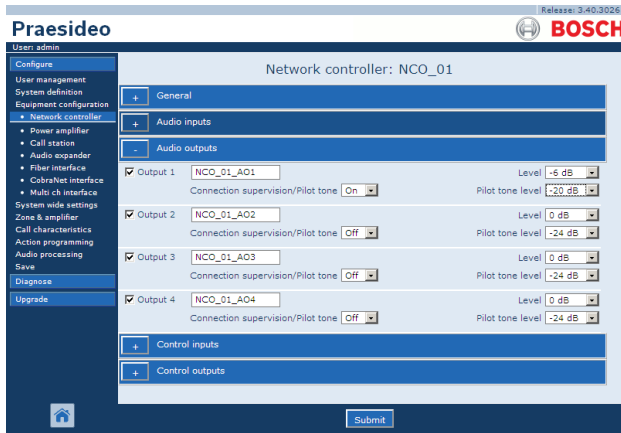 Release: 3.40.3026
Praesideo
BOSCH
User: admin
Configure
User management
System definition
Equipment configuration
• Network controller
• Power amplifier
• Call station
• Audio expander
• Fiber interface
• CobraNet interface
• Multi ch interface
System wide settings
Zone & amplifier
Call characteristics
Action programming
Audio processing
Save
Diagnose
Upgrade
Network controller: NCO_01
+ General
+ Audio inputs
- Audio outputs
Output 1 NCO_01_AO1 Level -6 dB
Connection supervision/Pilot tone On Pilot tone level -20 dB
Output 2 NCO_01_AO2 Level 0 dB
Connection supervision/Pilot tone Off Pilot tone level -24 dB
Output 3 NCO_01_AO3 Level 0 dB
Connection supervision/Pilot tone Off Pilot tone level -24 dB
Output 4 NCO_01_AO4 Level 0 dB
Connection supervision/Pilot tone Off Pilot tone level -24 dB
+ Control inputs
+ Control outputs
Submit